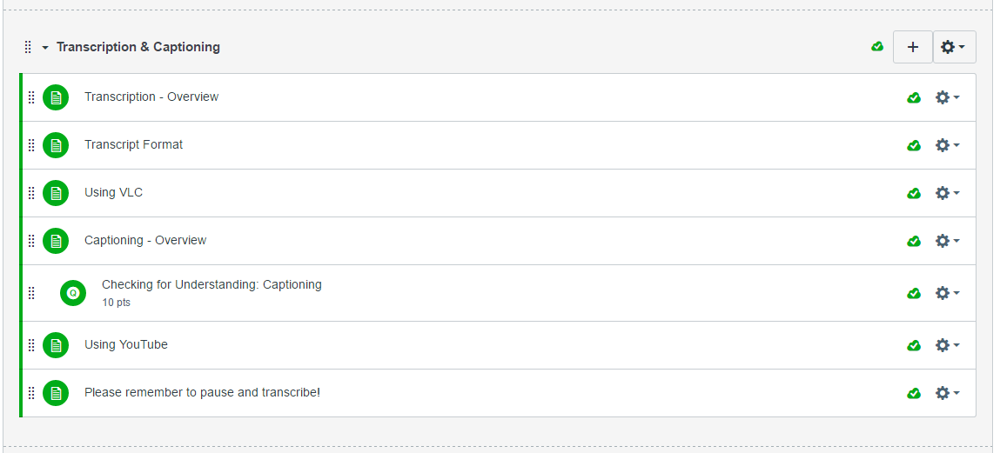 Transcription & Captioning
Transcription - Overview
Transcript Format
Using VLC
Captioning - Overview
Q
Checking for Understanding: Captioning
10 pts
Using YouTube
Please remember to pause and transcribe!